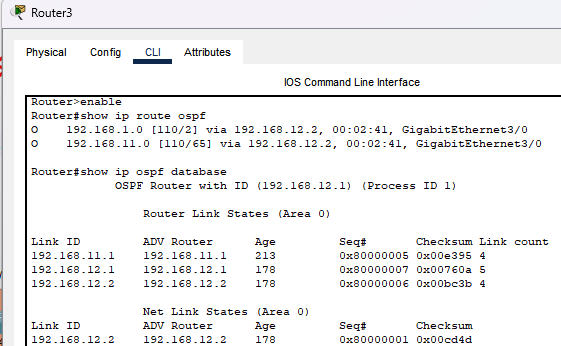 Router3
Physical Config CLI Attributes
IOS Command Line Interface
Router>enable
Router#show ip route ospf
O 192.168.1.0 [110/2] via 192.168.12.2, 00:02:41, GigabitEthernet3/0
O 192.168.11.0 [110/65] via 192.168.12.2, 00:02:41, GigabitEthernet3/0
Router#show ip ospf database
OSPF Router with ID (192.168.12.1) (Process ID 1)
Router Link States (Area 0)
Link ID ADV Router Age Seq# Checksum Link count
192.168.11.1 192.168.11.1 213 0x80000005 0x00e395 4
192.168.12.1 192.168.12.1 178 0x80000007 0x00760a 5
192.168.12.2 192.168.12.2 178 0x80000006 0x00bc3b 4
Net Link States (Area 0)
Link ID ADV Router Age Seq# Checksum
192.168.12.2 192.168.12.2 178 0x80000001 0x00cd4d